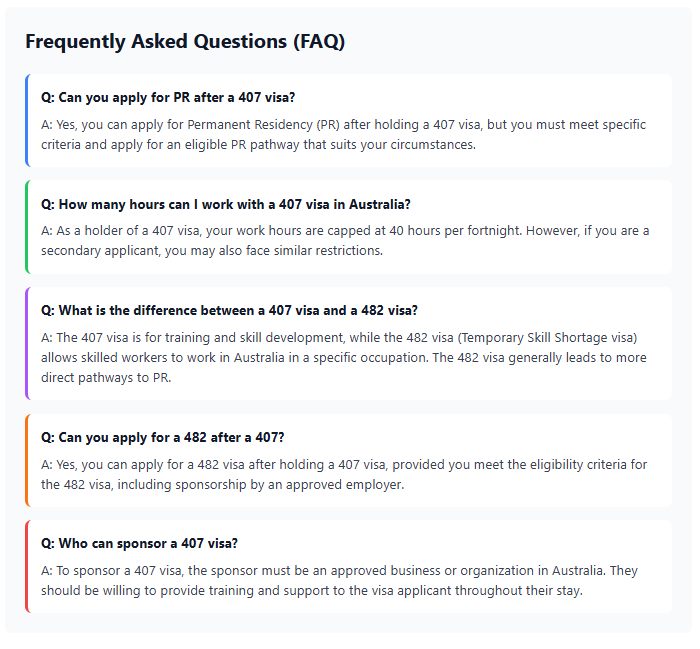 Frequently Asked Questions (FAQ)
Q: Can you apply for PR after a 407 visa?
A: Yes, you can apply for Permanent Residency (PR) after holding a 407 visa, but you must meet specific
criteria and apply for an eligible PR pathway that suits your circumstances.
Q: How many hours can I work with a 407 visa in Australia?
A: As a holder of a 407 visa, your work hours are capped at 40 hours per fortnight. However, if you are a
secondary applicant, you may also face similar restrictions.
Q: What is the difference between a 407 visa and a 482 visa?
A: The 407 visa is for training and skill development, while the 482 visa (Temporary Skill Shortage visa)
allows skilled workers to work in Australia in a specific occupation. The 482 visa generally leads to more
direct pathways to PR.
Q: Can you apply for a 482 after a 407?
A: Yes, you can apply for a 482 visa after holding a 407 visa, provided you meet the eligibility criteria for
the 482 visa, including sponsorship by an approved employer.
Q: Who can sponsor a 407 visa?
A: To sponsor a 407 visa, the sponsor must be an approved business or organization in Australia. They
should be willing to provide training and support to the visa applicant throughout their stay.